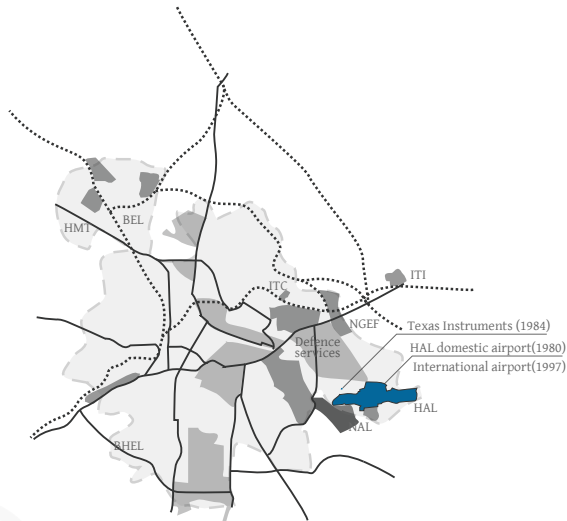 HMT
BEL
ITC
ITI
NGEF
Defence
services
Texas Instruments (1984)
HAL domestic airport(1980)
International airport(1997)
HAL
NAL
BHEL